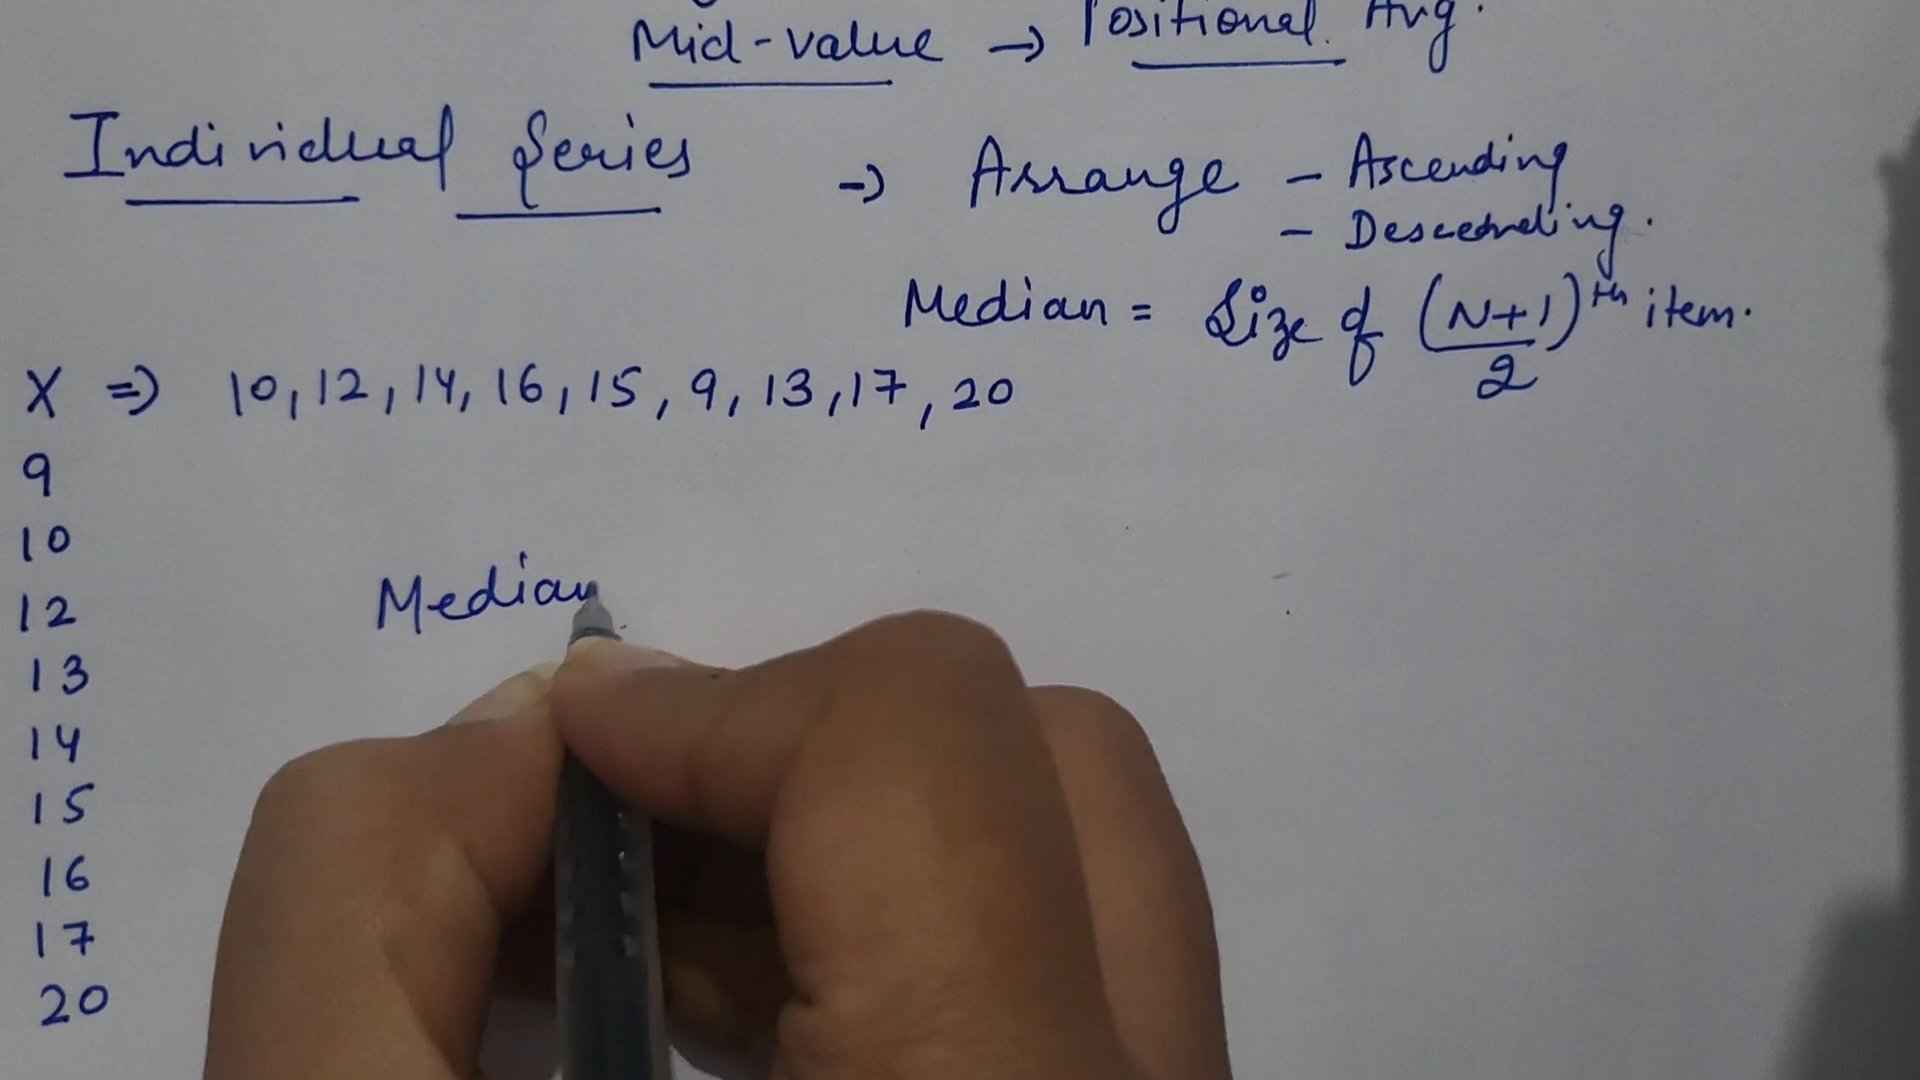 Mid-value → Positional Avg.
Individual Series → Arrange - Ascending
- Descending.
Median = Size of (N+1/2)th item.
X ⇒ 10, 12, 14, 16, 15, 9, 13, 17, 20
9
10
12
Median
13
14
15
16
17
20